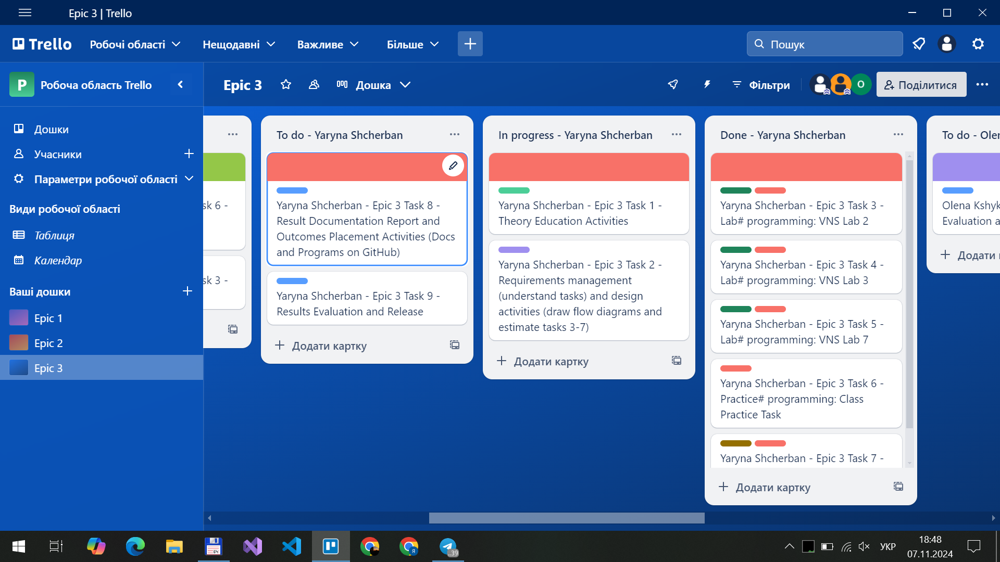 Epic 3 | Trello
Trello
Робочі області
Нещодавні
Важливе
Більше
Пошук
P
Робоча область Trello
Epic 3
Дошка
Фільтри
O
Поділитися
Дошки
Учасники
Параметри робочої області
Види робочої області
Таблиця
Календар
Ваші дошки
Epic 1
Epic 2
Epic 3
sk 6 -
sk 3 -
To do - Yaryna Shcherban
Yaryna Shcherban - Epic 3 Task 8 -
Result Documentation Report and
Outcomes Placement Activities (Docs
and Programs on GitHub)
Yaryna Shcherban - Epic 3 Task 9 -
Results Evaluation and Release
Додати картку
In progress - Yaryna Shcherban
Yaryna Shcherban - Epic 3 Task 1 -
Theory Education Activities
Yaryna Shcherban - Epic 3 Task 2 -
Requirements management
(understand tasks) and design
activities (draw flow diagrams and
estimate tasks 3-7)
Додати картку
Done - Yaryna Shcherban
Yaryna Shcherban - Epic 3 Task 3 -
Lab# programming: VNS Lab 2
Yaryna Shcherban - Epic 3 Task 4 -
Lab# programming: VNS Lab 3
Yaryna Shcherban - Epic 3 Task 5 -
Lab# programming: VNS Lab 7
Yaryna Shcherban - Epic 3 Task 6 -
Practice# programming: Class
Practice Task
Yaryna Shcherban - Epic 3 Task 7 -
Додати картку
To do - Olen
Olena Kshyk
Evaluation a
Додати
64
Я
..39
УКР
18:48
07.11.2024